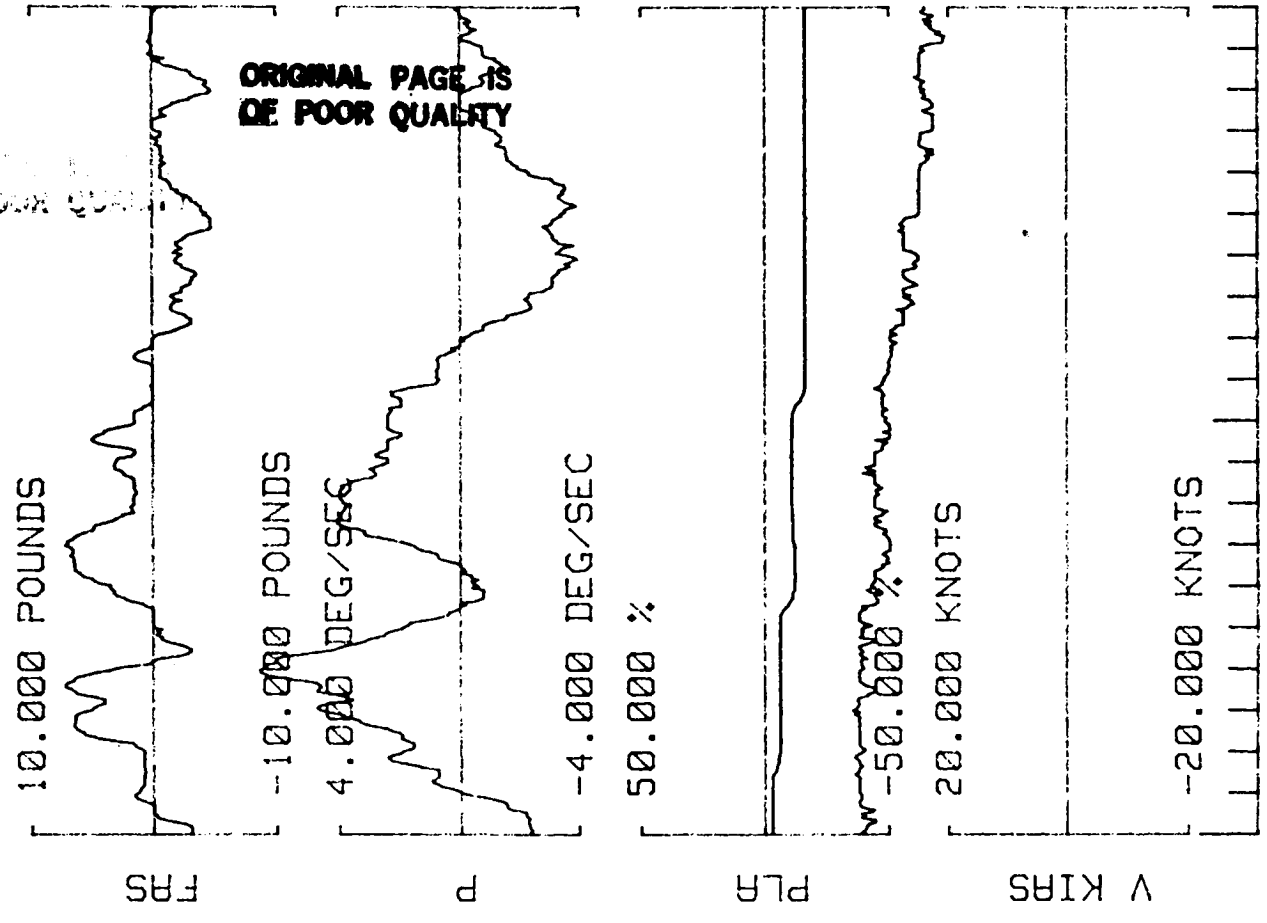 10.000 POUNDS
FAS
-10.000 POUNDS
4.000 DEG/SEC
P
-4.000 DEG/SEC
50.000 %
PLA
-50.000 %
20.000 KNOTS
V KIAS
-20.000 KNOTS
ORIGINAL PAGE IS
OF POOR QUALITY